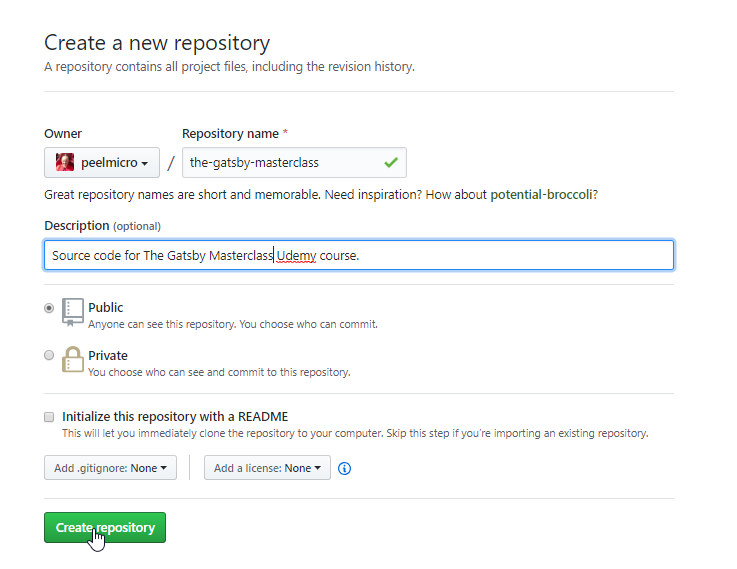 Create a new repository
A repository contains all project files, including the revision history.
Owner
Repository name *
peelmicro
/
the-gatsby-masterclass
Great repository names are short and memorable. Need inspiration? How about potential-broccoli?
Description (optional)
Source code for The Gatsby Masterclass Udemy course.
Public
Anyone can see this repository. You choose who can commit.
Private
You choose who can see and commit to this repository.
Initialize this repository with a README
This will let you immediately clone the repository to your computer. Skip this step if you're importing an existing repository.
Add .gitignore: None
Add a license: None
Create repository